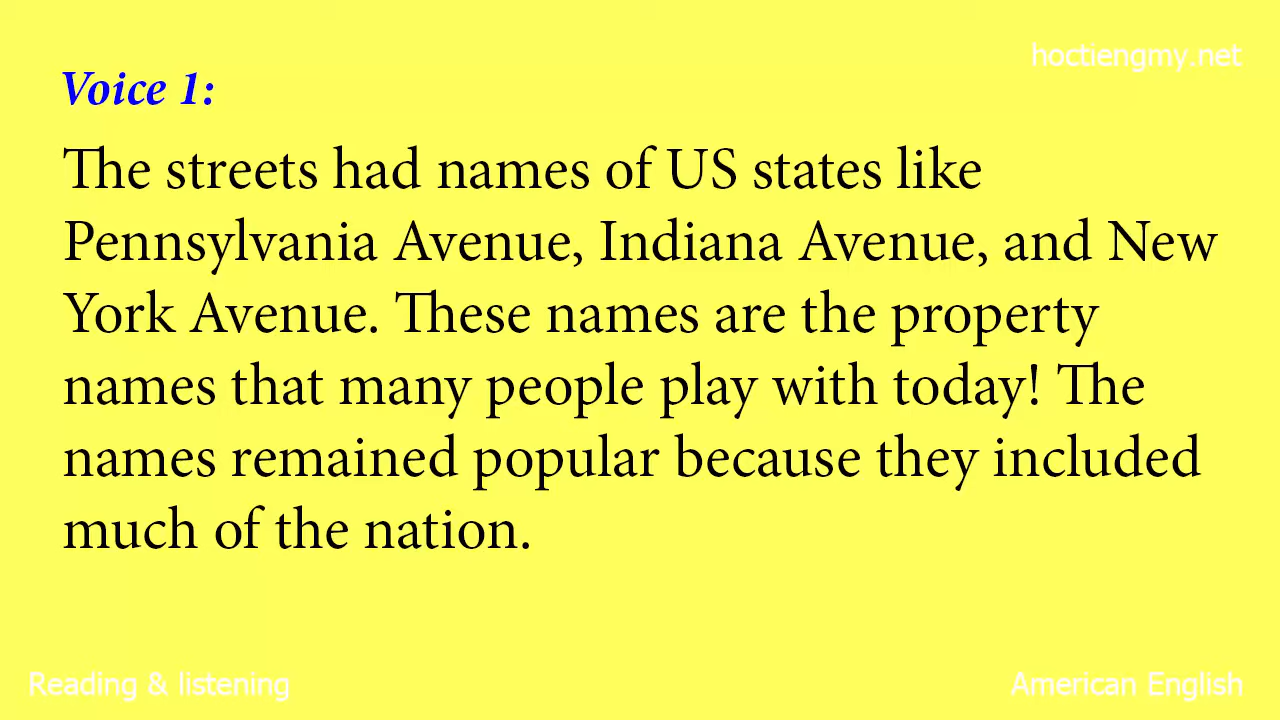 hoctiengmy.net
Voice 1:
The streets had names of US states like
Pennsylvania Avenue, Indiana Avenue, and New
York Avenue. These names are the property
names that many people play with today! The
names remained popular because they included
much of the nation.
Reading & listening
American English